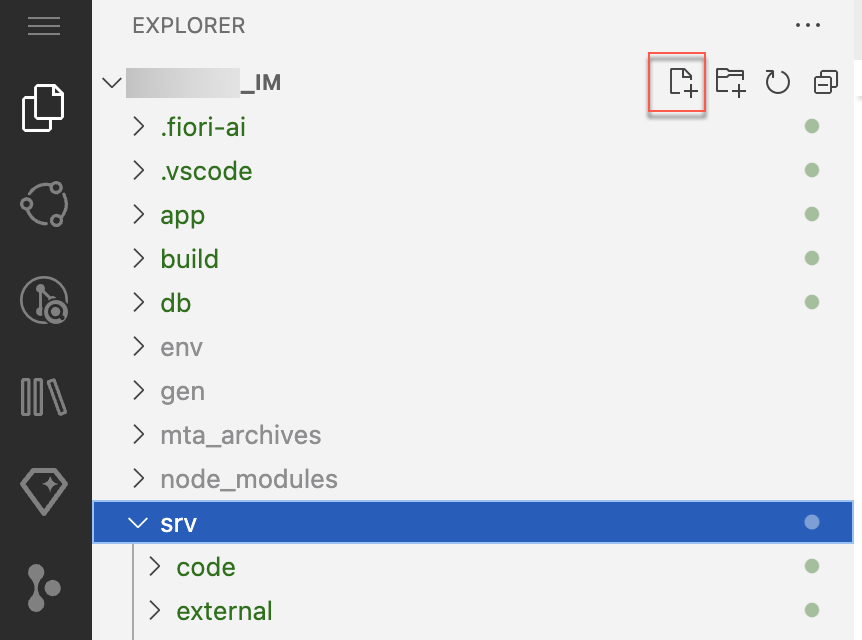 EXPLORER
_IM
.fiori-ai
.vscode
app
build
db
env
gen
mta_archives
node_modules
srv
code
external